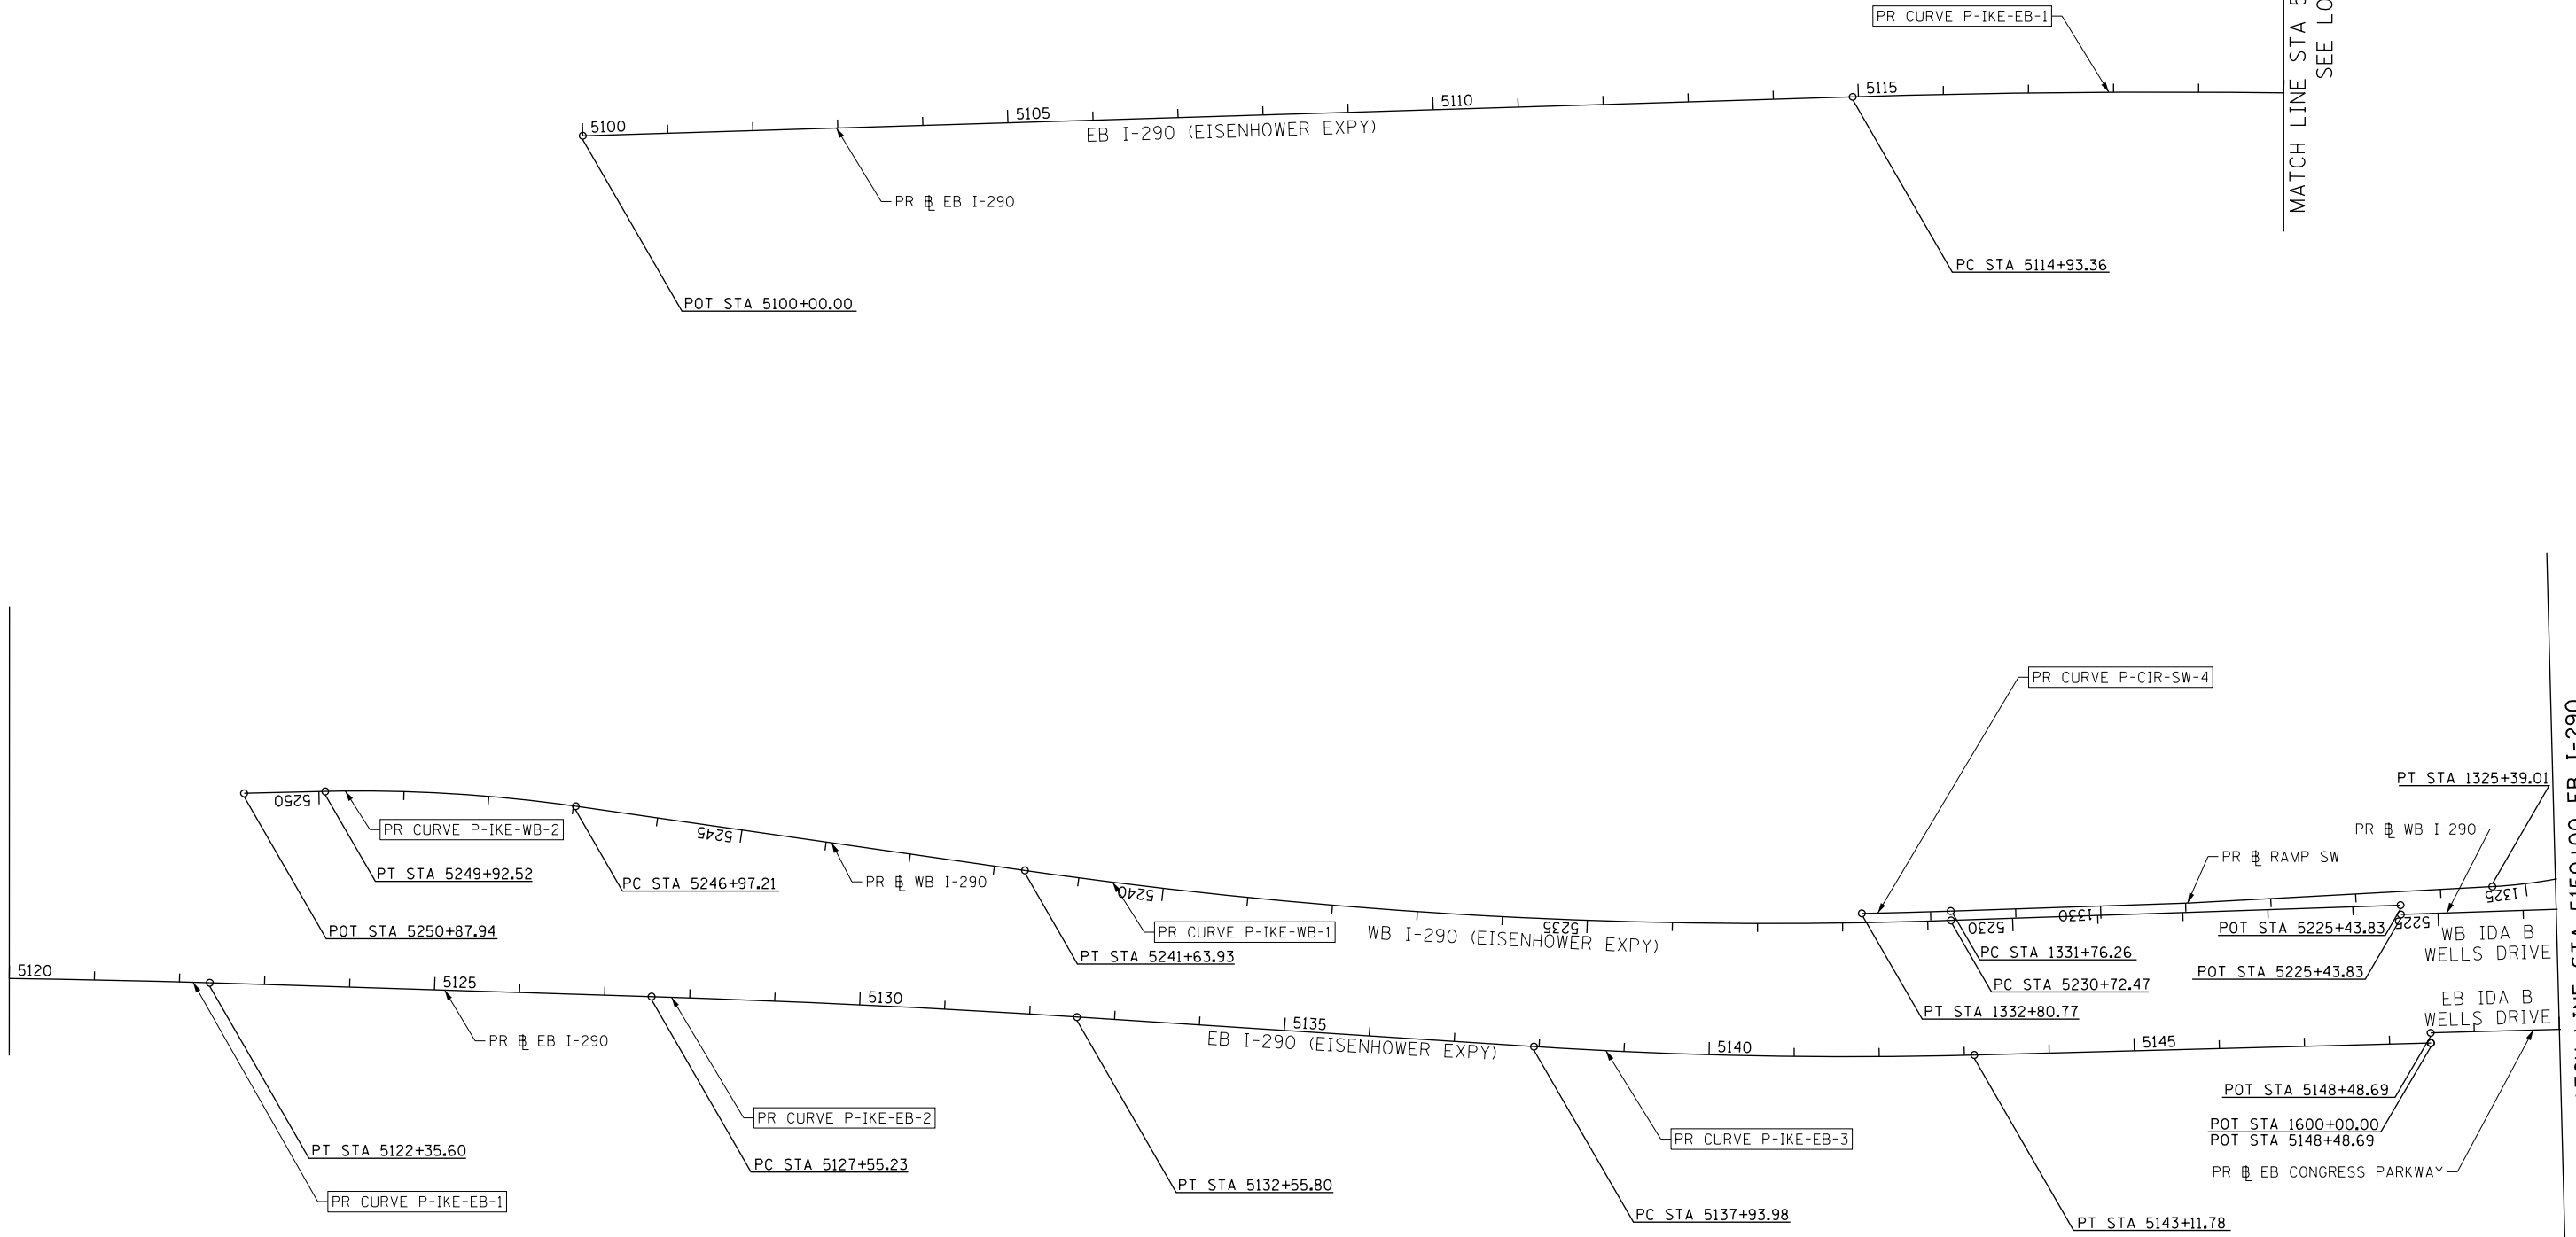 PR CURVE P-IKE-EB-1
MATCH LINE STA 5
SEE LO
5100
5105
5110
5115
EB I-290 (EISENHOWER EXPY)
PR ⅊ EB I-290
POT STA 5100+00.00
PC STA 5114+93.36
PR CURVE P-CIR-SW-4
PT STA 1325+39.01
5250
PR CURVE P-IKE-WB-2
5245
PR ⅊ WB I-290
PR ⅊ RAMP SW
PT STA 5249+92.52
PC STA 5246+97.21
PR ⅊ WB I-290
5240
1325
POT STA 5250+87.94
PR CURVE P-IKE-WB-1
5235
WB I-290 (EISENHOWER EXPY)
5230
1330
5225
POT STA 5225+43.83
WB IDA B
WELLS DRIVE
PT STA 5241+63.93
PC STA 1331+76.26
POT STA 5225+43.83
PC STA 5230+72.47
PT STA 1332+80.77
EB IDA B
WELLS DRIVE
5120
5125
5130
5135
5140
5145
PR ⅊ EB I-290
EB I-290 (EISENHOWER EXPY)
POT STA 5148+48.69
PR CURVE P-IKE-EB-2
POT STA 1600+00.00
POT STA 5148+48.69
PR CURVE P-IKE-EB-3
PT STA 5122+35.60
PC STA 5127+55.23
PR ⅊ EB CONGRESS PARKWAY
PT STA 5132+55.80
PR CURVE P-IKE-EB-1
PC STA 5137+93.98
PT STA 5143+11.78
LINE STA 5150+00 EB I-290